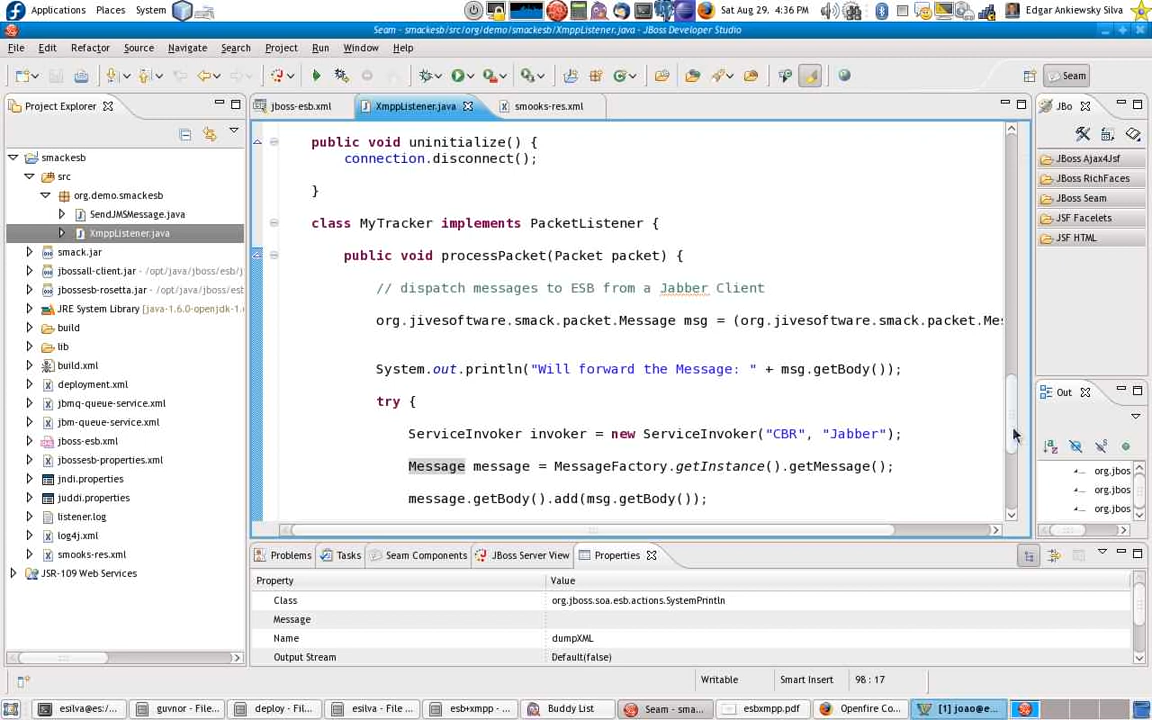 Applications Places System Sat Aug 29, 4:36 PM Edgar Ankiewsky Silva
Seam - smackesb/src/org/demo/smackesb/XmppListener.java - JBoss Developer Studio
File Edit Refactor Source Navigate Search Project Run Window Help
Seam
Project Explorer jboss-esb.xml XmppListener.java smooks-res.xml JBo
smackesb
src
org.demo.smackesb
SendJMSMessage.java
XmppListener.java
smack.jar
jbossall-client.jar - /opt/java/jboss/esb/j
jbossesb-rosetta.jar - /opt/java/jboss/esb
JRE System Library [java-1.6.0-openjdk-1.
build
lib
build.xml
deployment.xml
jbmq-queue-service.xml
jbm-queue-service.xml
jboss-esb.xml
jbossesb-properties.xml
jndi.properties
juddi.properties
listener.log
log4j.xml
smooks-res.xml
JSR-109 Web Services
public void uninitialize() {
connection.disconnect();
}
class MyTracker implements PacketListener {
public void processPacket(Packet packet) {
// dispatch messages to ESB from a Jabber Client
org.jivesoftware.smack.packet.Message msg = (org.jivesoftware.smack.packet.Mes
System.out.println("Will forward the Message: " + msg.getBody());
try {
ServiceInvoker invoker = new ServiceInvoker("CBR", "Jabber");
Message message = MessageFactory.getInstance().getMessage();
message.getBody().add(msg.getBody());
JBoss Ajax4Jsf
JBoss RichFaces
JBoss Seam
JSF Facelets
JSF HTML
Out
org.jbos
org.jbos
org.jbos
Problems Tasks Seam Components JBoss Server View Properties
Property Value
Class org.jboss.soa.esb.actions.SystemPrintln
Message
Name dumpXML
Output Stream Default(false)
Writable Smart Insert 98 : 17
esilva@es:/... guvnor - File... deploy - Fil... esilva - File ... esb+xmpp - ... Buddy List Seam - sma... esbxmpp.pdf Openfire Co... [1] joao@e...